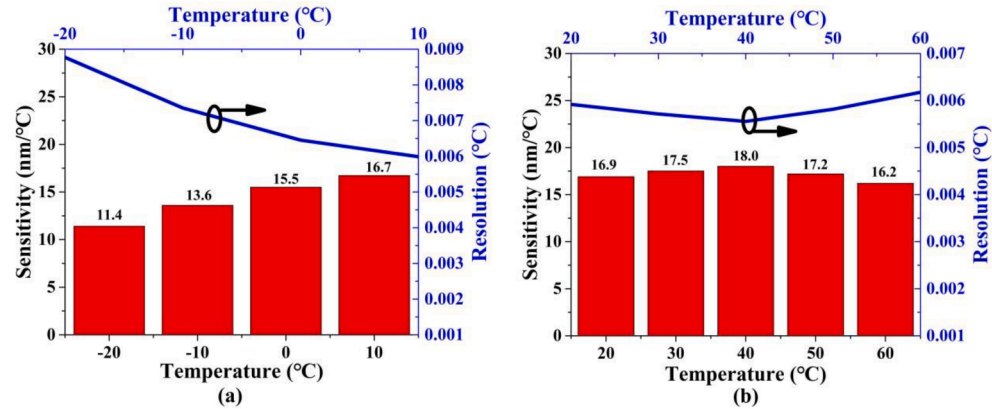 Temperature (°C)
-20 -10 0 10
30
25
20
15
10
5
0
Sensitivity (nm/°C)
11.4
13.6
15.5
16.7
0.009
0.008
0.007
0.006
0.005
0.004
0.003
0.002
0.001
Resolution (°C)
-20 -10 0 10
Temperature (°C)
(a)
Temperature (°C)
20 30 40 50 60
30
25
20
15
10
5
0
Sensitivity (nm/°C)
16.9
17.5
18.0
17.2
16.2
0.007
0.006
0.005
0.004
0.003
0.002
0.001
Resolution (°C)
20 30 40 50 60
Temperature (°C)
(b)